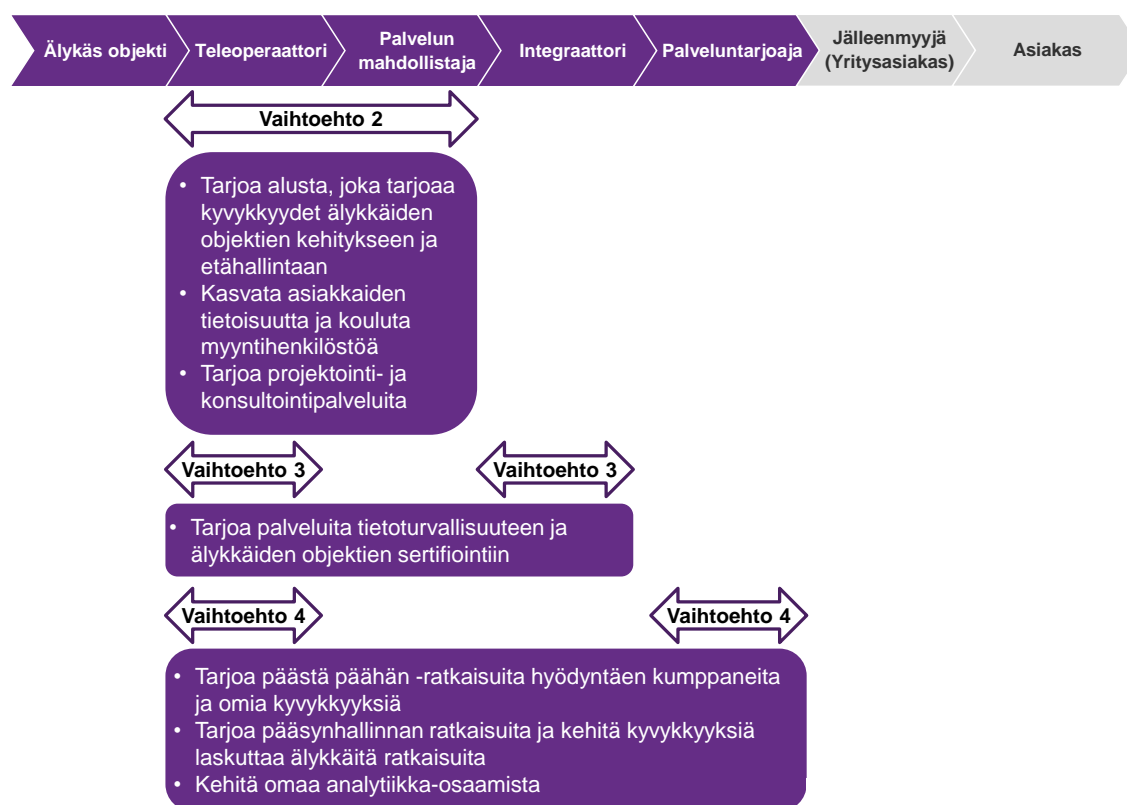 Älykäs objekti
Teleoperaattori
Palvelun
mahdollistaja
Integraattori
Palveluntarjoaja
Jälleenmyyjä
(Yritysasiakas)
Asiakas
Vaihtoehto 2
• Tarjoa alusta, joka tarjoaa
kyvykkyydet älykkäiden
objektien kehitykseen ja
etähallintaan
• Kasvata asiakkaiden
tietoisuutta ja kouluta
myyntihenkilöstöä
• Tarjoa projektointi- ja
konsultointipalveluita
Vaihtoehto 3
Vaihtoehto 3
• Tarjoa palveluita tietoturvallisuuteen ja
älykkäiden objektien sertifiointiin
Vaihtoehto 4
Vaihtoehto 4
• Tarjoa päästä päähän -ratkaisuita hyödyntäen kumppaneita
ja omia kyvykkyyksiä
• Tarjoa pääsynhallinnan ratkaisuita ja kehitä kyvykkyyksiä
laskuttaa älykkäitä ratkaisuita
• Kehitä omaa analytiikka-osaamista